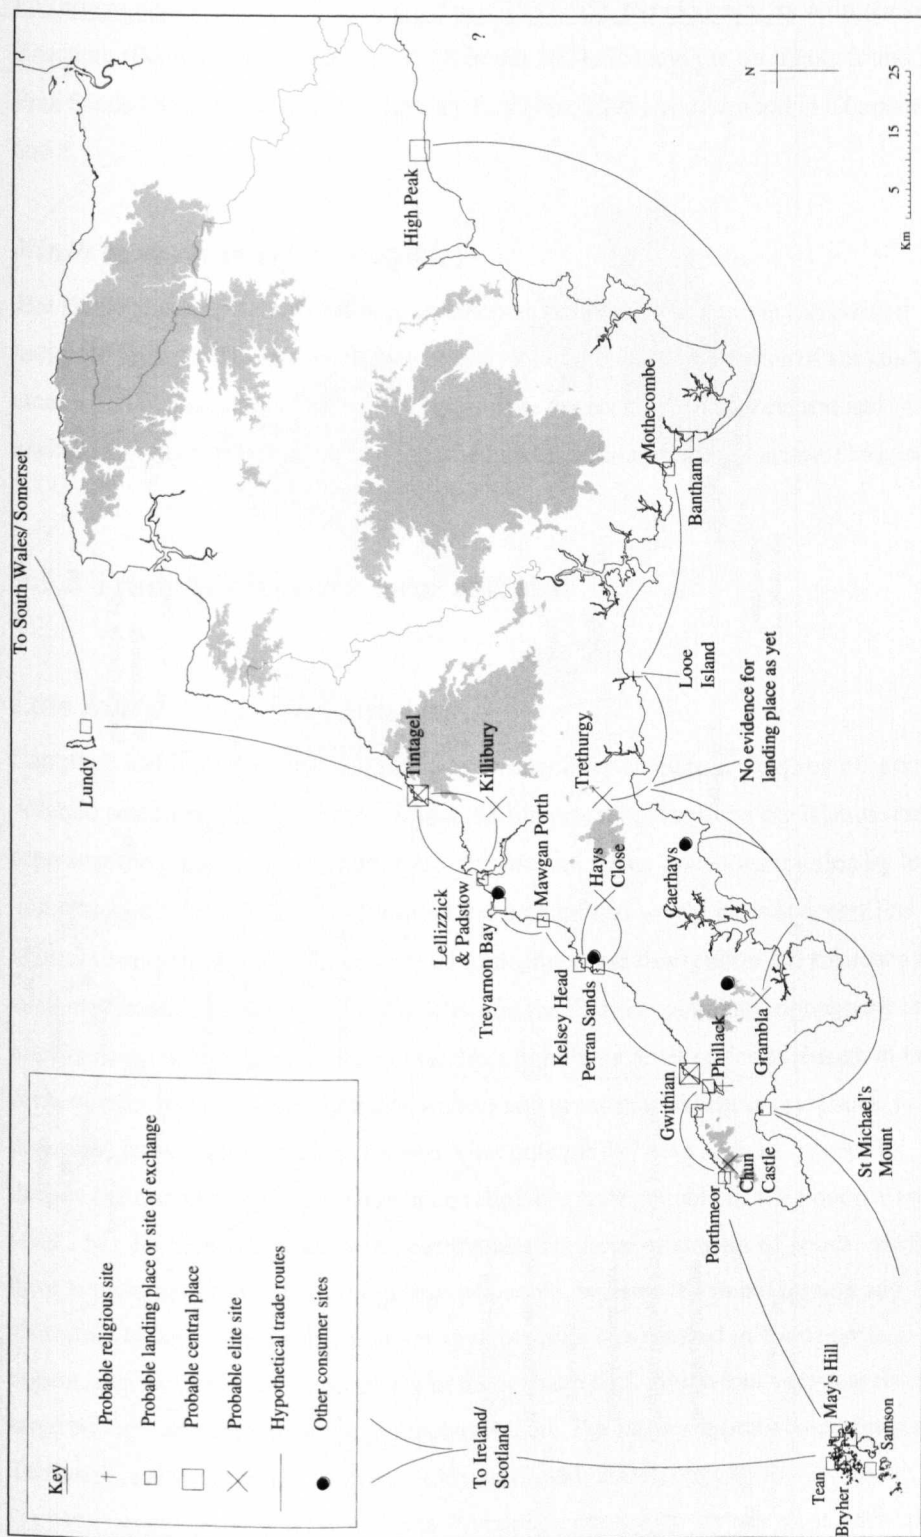 To South Wales/ Somerset
Lundy
Tintagel
Killibury
Lellizzick
& Padstow
Treyarnon Bay
Mawgan Porth
Kelsey Head
Perran Sands
Hays
Close
Trethurgy
Caerhays
Gwithian
Phillack
Grambla
Porthmeor
Chun
Castle
St Michael's
Mount
Looe
Island
No evidence for
landing place as yet
Mothecombe
Bantham
High Peak
?
N
Km
5
15
25
Key
Probable religious site
Probable landing place or site of exchange
Probable central place
Probable elite site
Hypothetical trade routes
Other consumer sites
To Ireland/
Scotland
Tean
Bryher
May's Hill
Samson